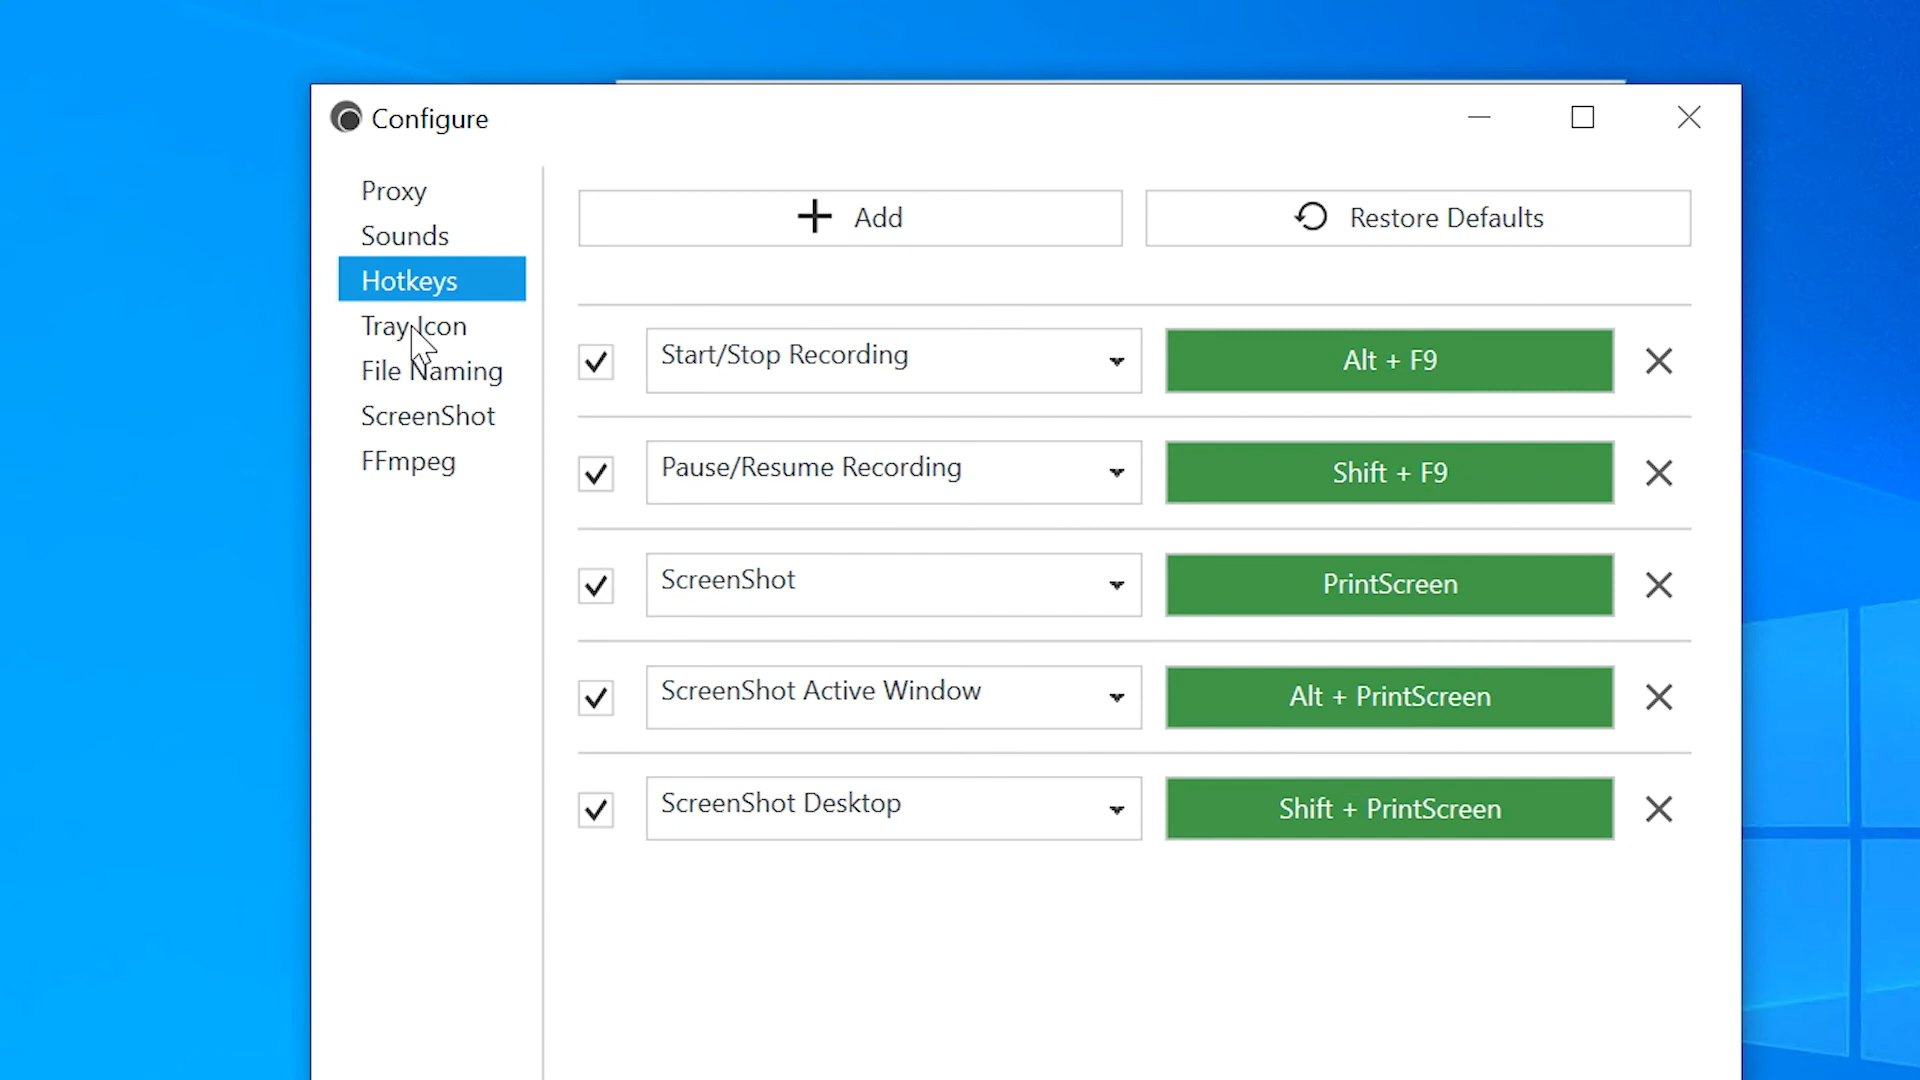 Configure
Proxy
Sounds
Hotkeys
Tray Icon
File Naming
ScreenShot
FFmpeg
Add
Restore Defaults
Start/Stop Recording
Alt + F9
Pause/Resume Recording
Shift + F9
ScreenShot
PrintScreen
ScreenShot Active Window
Alt + PrintScreen
ScreenShot Desktop
Shift + PrintScreen